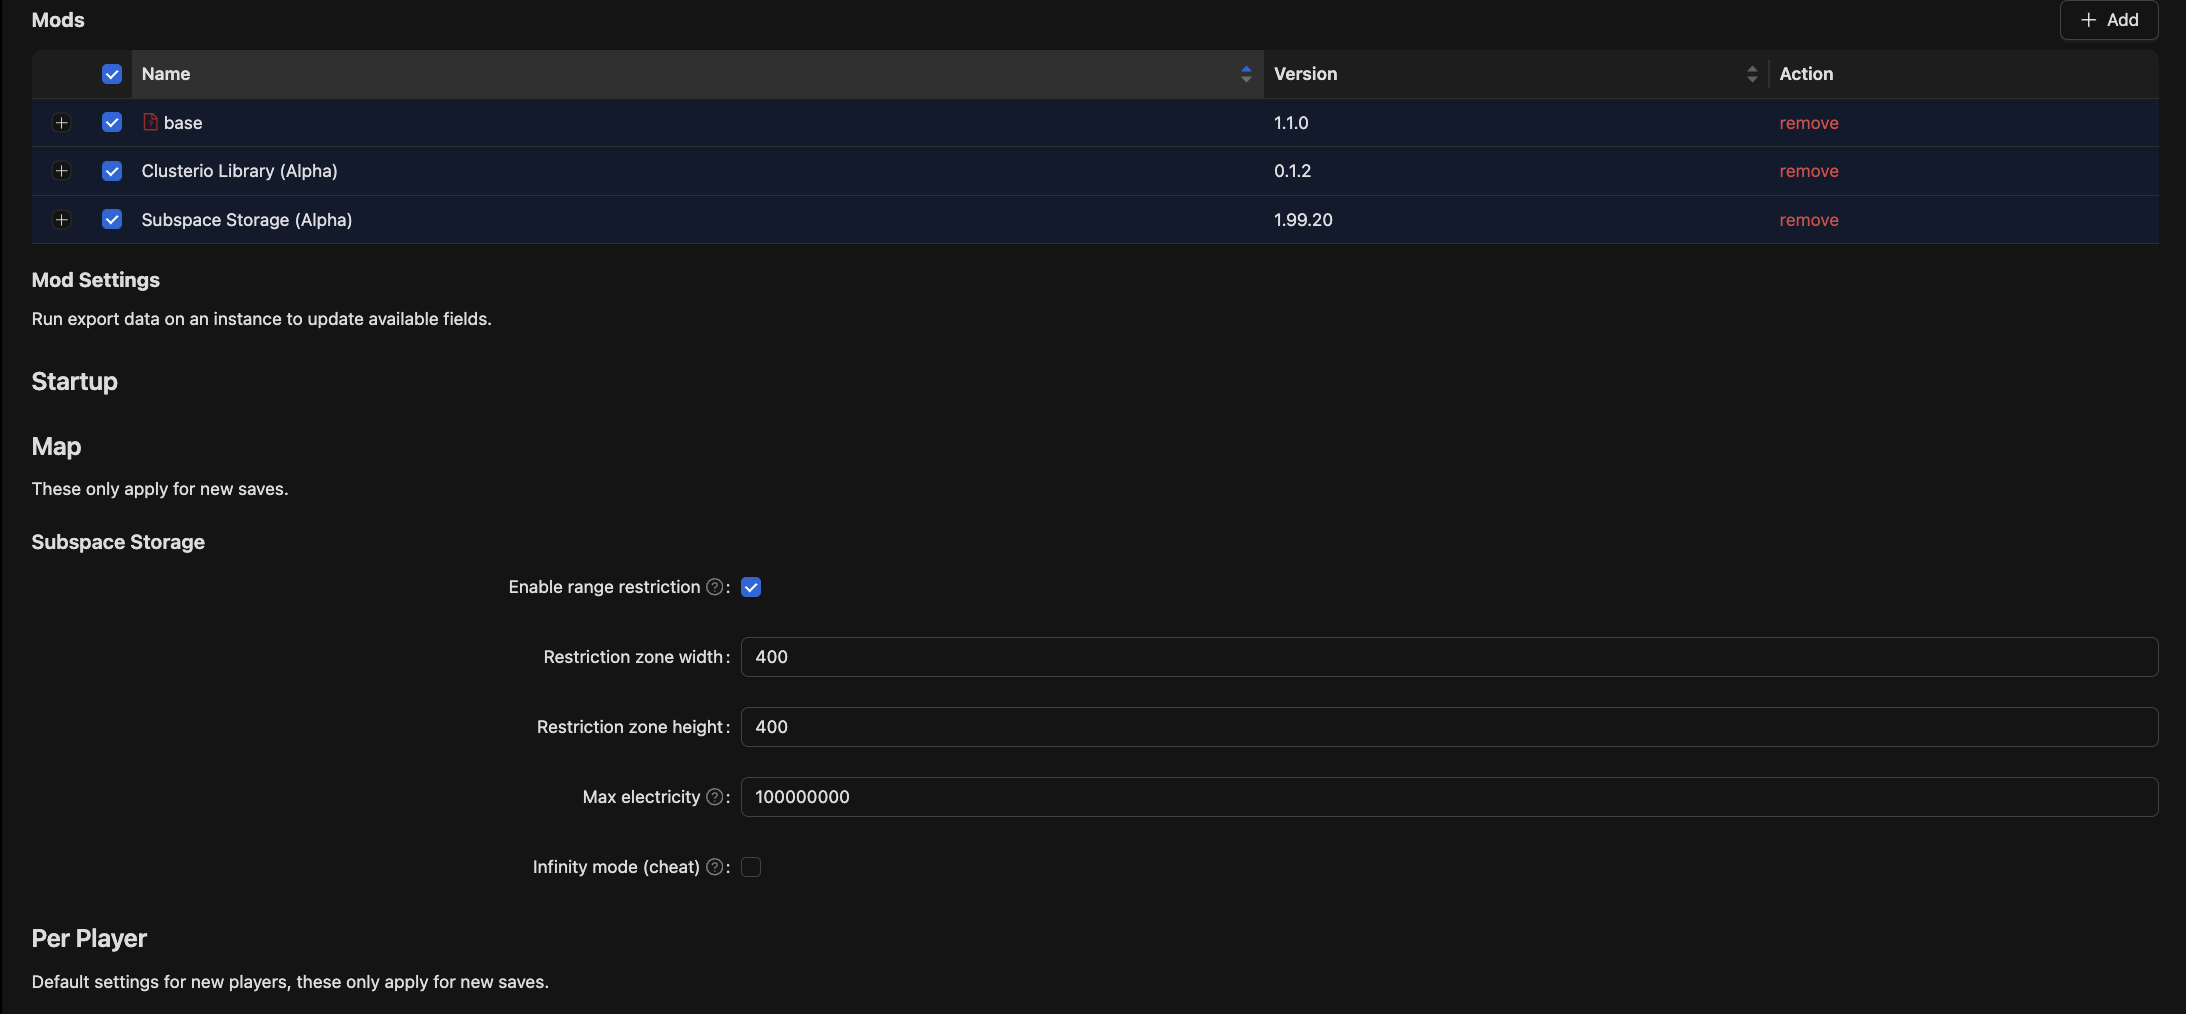 Mods
Add
Name Version Action
base 1.1.0 remove
Clusterio Library (Alpha) 0.1.2 remove
Subspace Storage (Alpha) 1.99.20 remove
Mod Settings
Run export data on an instance to update available fields.
Startup
Map
These only apply for new saves.
Subspace Storage
Enable range restriction ? :
Restriction zone width : 400
Restriction zone height : 400
Max electricity ? : 100000000
Infinity mode (cheat) ? :
Per Player
Default settings for new players, these only apply for new saves.